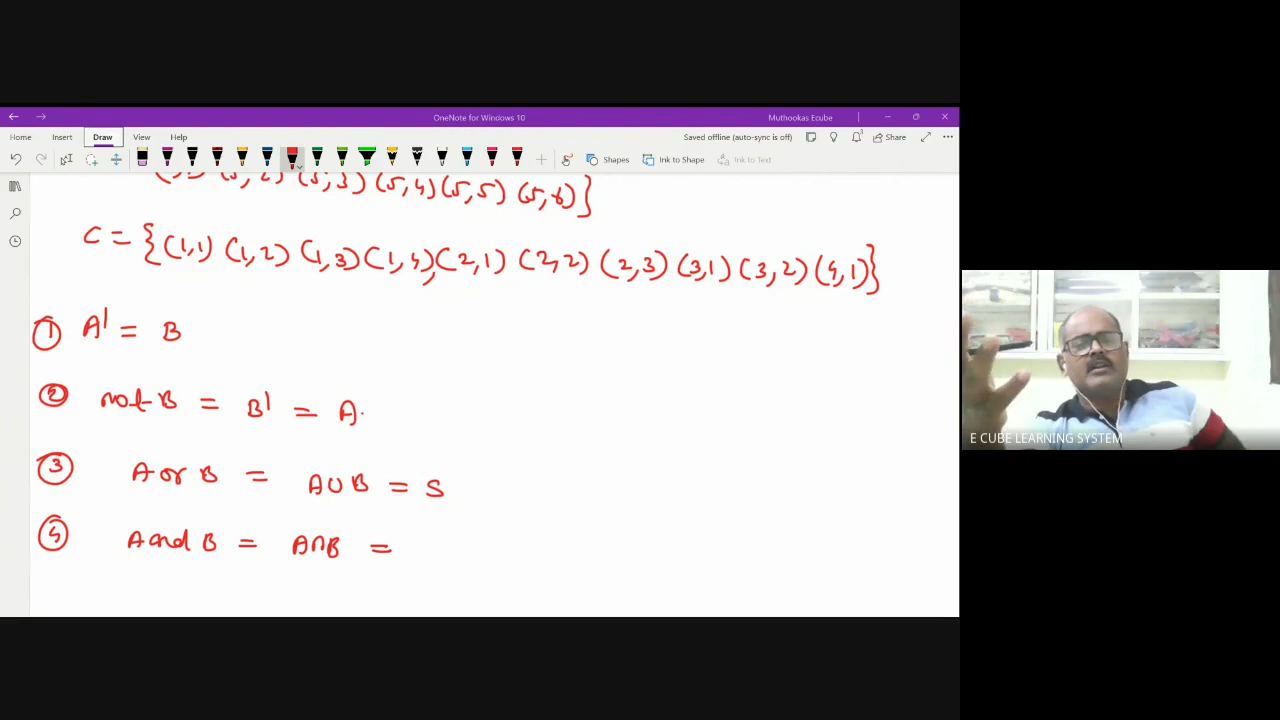 OneNote for Windows 10
Muthookas Ecube
Home Insert Draw View Help
Saved offline (auto-sync is off)
Share
Shapes
Ink to Shape
Ink to Text
(5, 2) (5, 3) (5, 4) (5, 5) (5, 6)}
C = {(1,1) (1,2) (1,3) (1,4), (2,1) (2,2) (2,3) (3,1) (3,2) (4,1)}
① A' = B
② not B = B' = A.
③ A or B = A∪B = S
④ A and B = A∩B =
E CUBE LEARNING SYSTEM